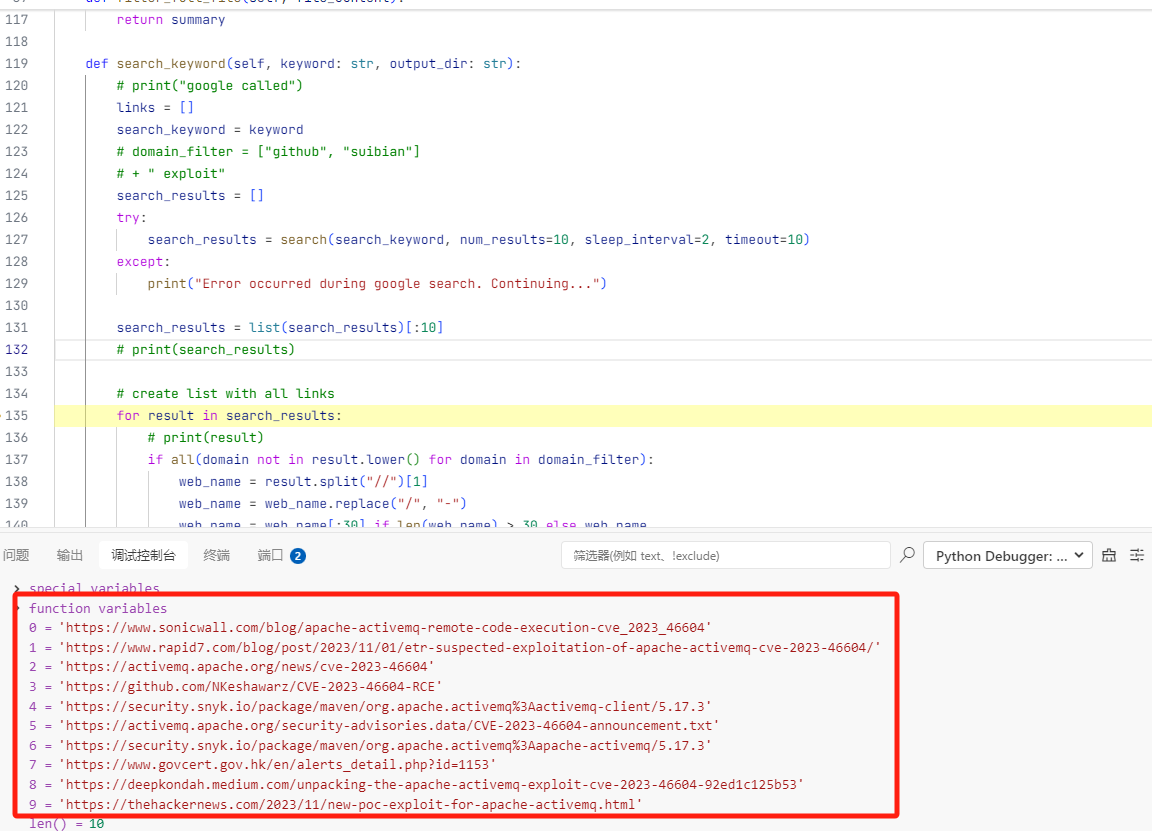 117 return summary
118
119 def search_keyword(self, keyword: str, output_dir: str):
120 # print("google called")
121 links = []
122 search_keyword = keyword
123 # domain_filter = ["github", "suibian"]
124 # + " exploit"
125 search_results = []
126 try:
127 search_results = search(search_keyword, num_results=10, sleep_interval=2, timeout=10)
128 except:
129 print("Error occurred during google search. Continuing...")
130
131 search_results = list(search_results)[:10]
132 # print(search_results)
133
134 # create list with all links
135 for result in search_results:
136 # print(result)
137 if all(domain not in result.lower() for domain in domain_filter):
138 web_name = result.split("//")[1]
139 web_name = web_name.replace("/", "-")
140 web_name = web_name[:30] if len(web_name) > 30 else web_name
问题 输出 调试控制台 终端 端口 2 筛选器(例如 text、!exclude) Python Debugger: ...
special variables
function variables
0 = 'https://www.sonicwall.com/blog/apache-activemq-remote-code-execution-cve_2023_46604'
1 = 'https://www.rapid7.com/blog/post/2023/11/01/etr-suspected-exploitation-of-apache-activemq-cve-2023-46604/'
2 = 'https://activemq.apache.org/news/cve-2023-46604'
3 = 'https://github.com/NKeshawarz/CVE-2023-46604-RCE'
4 = 'https://security.snyk.io/package/maven/org.apache.activemq%3Aactivemq-client/5.17.3'
5 = 'https://activemq.apache.org/security-advisories.data/CVE-2023-46604-announcement.txt'
6 = 'https://security.snyk.io/package/maven/org.apache.activemq%3Aapache-activemq/5.17.3'
7 = 'https://www.govcert.gov.hk/en/alerts_detail.php?id=1153'
8 = 'https://deepkondah.medium.com/unpacking-the-apache-activemq-exploit-cve-2023-46604-92ed1c125b53'
9 = 'https://thehackernews.com/2023/11/new-poc-exploit-for-apache-activemq.html'
len() = 10